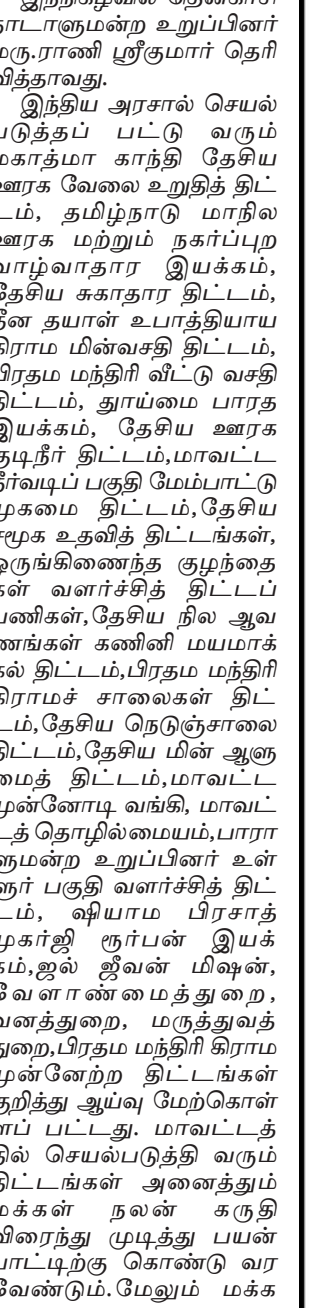 இந்நிகழ்வில் தென்காசி
நாடாளுமன்ற உறுப்பினர்
மரு.ராணி ஸ்ரீகுமார் தெரி
வித்தாவது.
இந்திய அரசால் செயல்
படுத்தப் பட்டு வரும்
மகாத்மா காந்தி தேசிய
ஊரக வேலை உறுதித் திட்
டம், தமிழ்நாடு மாநில
ஊரக மற்றும் நகர்ப்புற
வாழ்வாதார இயக்கம்,
தேசிய சுகாதார திட்டம்,
தீன தயாள் உபாத்தியாய
கிராம மின்வசதி திட்டம்,
பிரதம மந்திரி வீட்டு வசதி
திட்டம், துாய்மை பாரத
இயக்கம், தேசிய ஊரக
குடிநீர் திட்டம்,மாவட்ட
நீர்வடிப் பகுதி மேம்பாட்டு
முகமை திட்டம்,தேசிய
சமூக உதவித் திட்டங்கள்,
ஒருங்கிணைந்த குழந்தை
கள் வளர்ச்சித் திட்டப்
பணிகள்,தேசிய நில ஆவ
ணங்கள் கணினி மயமாக்
கல் திட்டம்,பிரதம மந்திரி
கிராமச் சாலைகள் திட்
டம்,தேசிய நெடுஞ்சாலை
திட்டம்,தேசிய மின் ஆளு
மைத் திட்டம்,மாவட்ட
முன்னோடி வங்கி, மாவட்
டத் தொழில்மையம்,பாரா
ளுமன்ற உறுப்பினர் உள்
ளூர் பகுதி வளர்ச்சித் திட்
டம், ஷியாம பிரசாத்
முகர்ஜி ரூர்பன் இயக்
கம்,ஜல் ஜீவன் மிஷன்,
வேளாண்மைத்துறை,
வனத்துறை, மருத்துவத்
துறை,பிரதம மந்திரி கிராம
முன்னேற்ற திட்டங்கள்
குறித்து ஆய்வு மேற்கொள்
ளப் பட்டது. மாவட்டத்
தில் செயல்படுத்தி வரும்
திட்டங்கள் அனைத்தும்
மக்கள் நலன் கருதி
விரைந்து முடித்து பயன்
பாட்டிற்கு கொண்டு வர
வேண்டும்.மேலும் மக்க